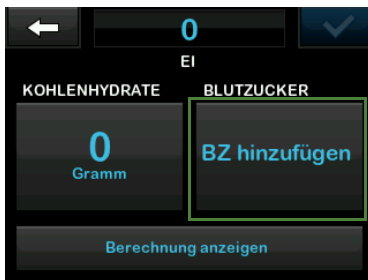 0
EI
KOHLENHYDRATE
BLUTZUCKER
0
Gramm
BZ hinzufügen
Berechnung anzeigen